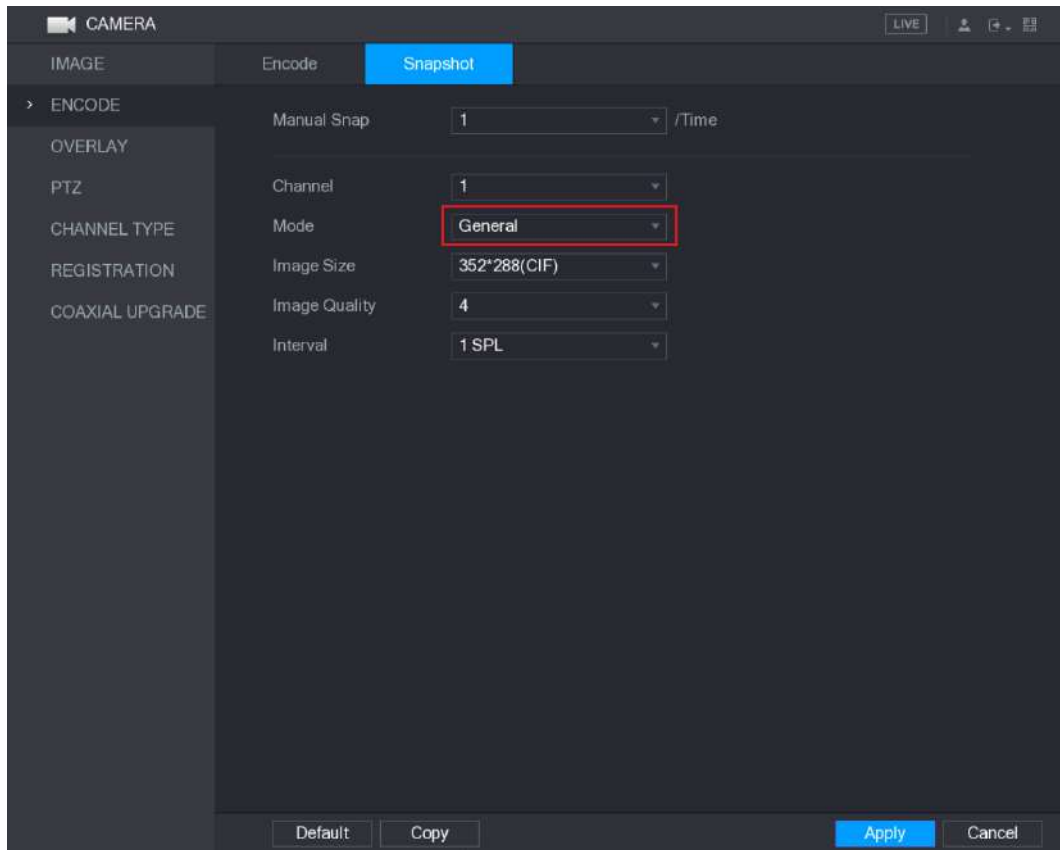 CAMERA LIVE
IMAGE Encode Snapshot
> ENCODE Manual Snap 1 /Time
OVERLAY
PTZ Channel 1
CHANNEL TYPE Mode General
REGISTRATION Image Size 352*288(CIF)
COAXIAL UPGRADE Image Quality 4
Interval 1 SPL
Default Copy Apply Cancel